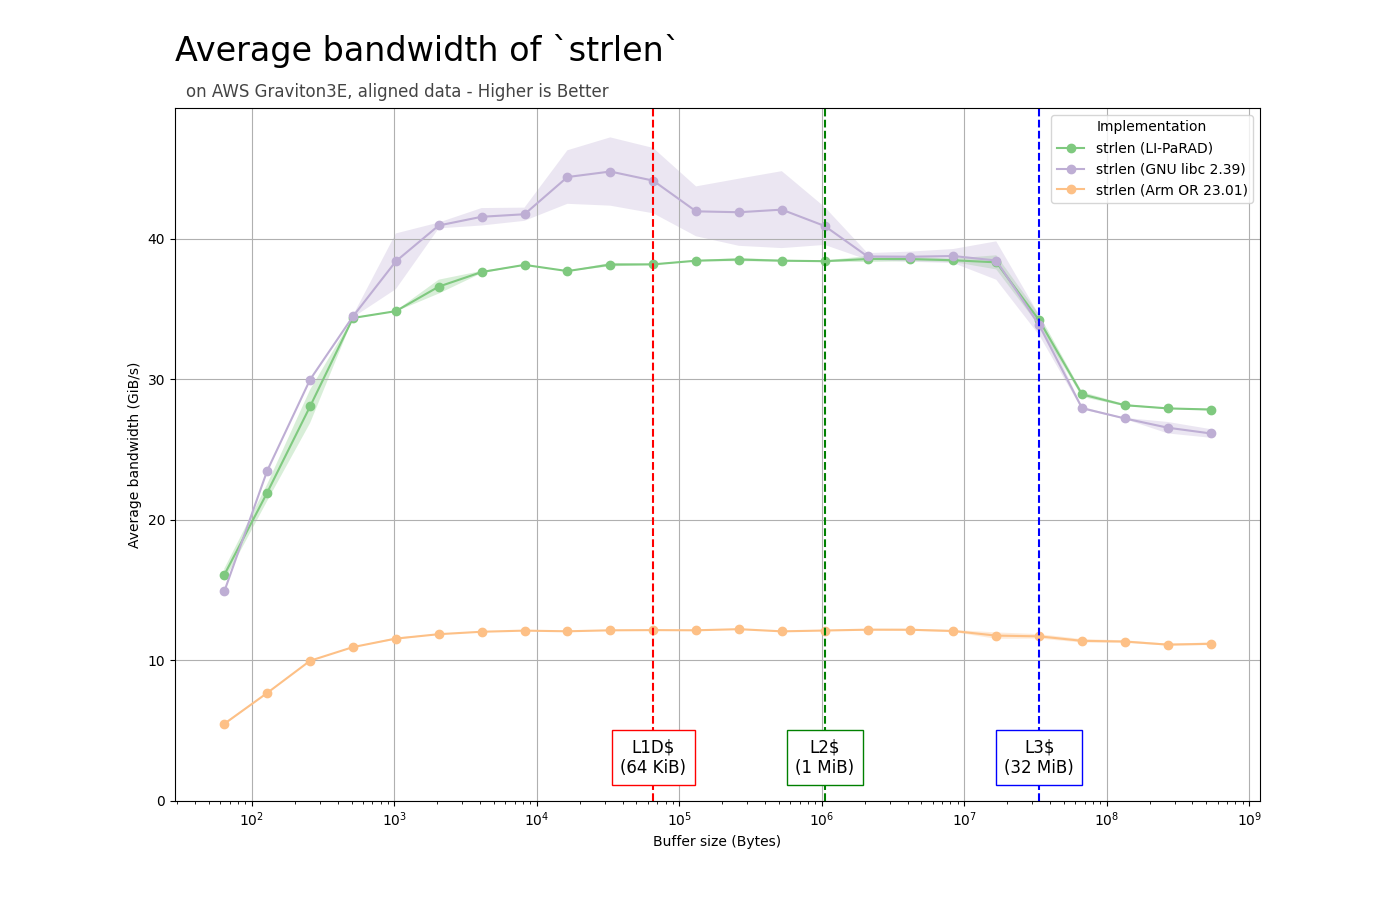 Average bandwidth of `strlen`
on AWS Graviton3E, aligned data - Higher is Better
Implementation
strlen (LI-PaRAD)
strlen (GNU libc 2.39)
strlen (Arm OR 23.01)
Average bandwidth (GiB/s)
40
30
20
10
0
L1D$
(64 KiB)
L2$
(1 MiB)
L3$
(32 MiB)
10² 10³ 10⁴ 10⁵ 10⁶ 10⁷ 10⁸ 10⁹
Buffer size (Bytes)